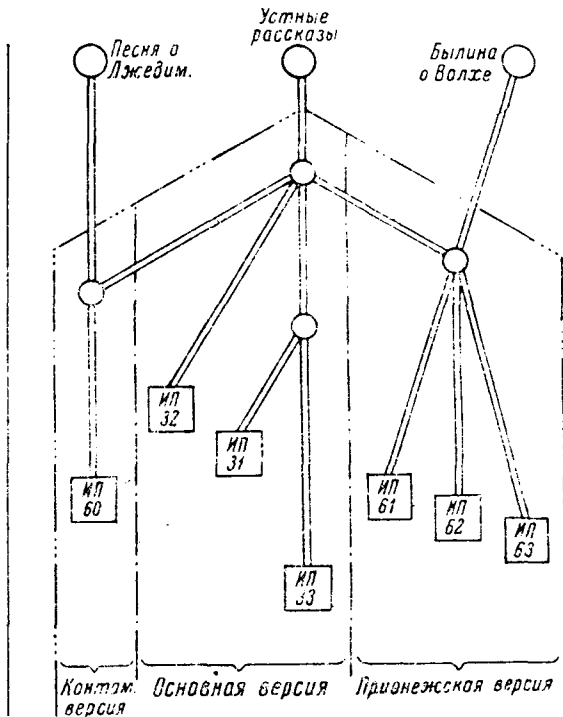 Устные
рассказы
Песня о
Лжедим.
Былина
о Волхе
ИП
32
ИП
31
ИП
60
ИП
61
ИП
62
ИП
63
ИП
33
Контам.
версия
Основная версия
Прионежская версия